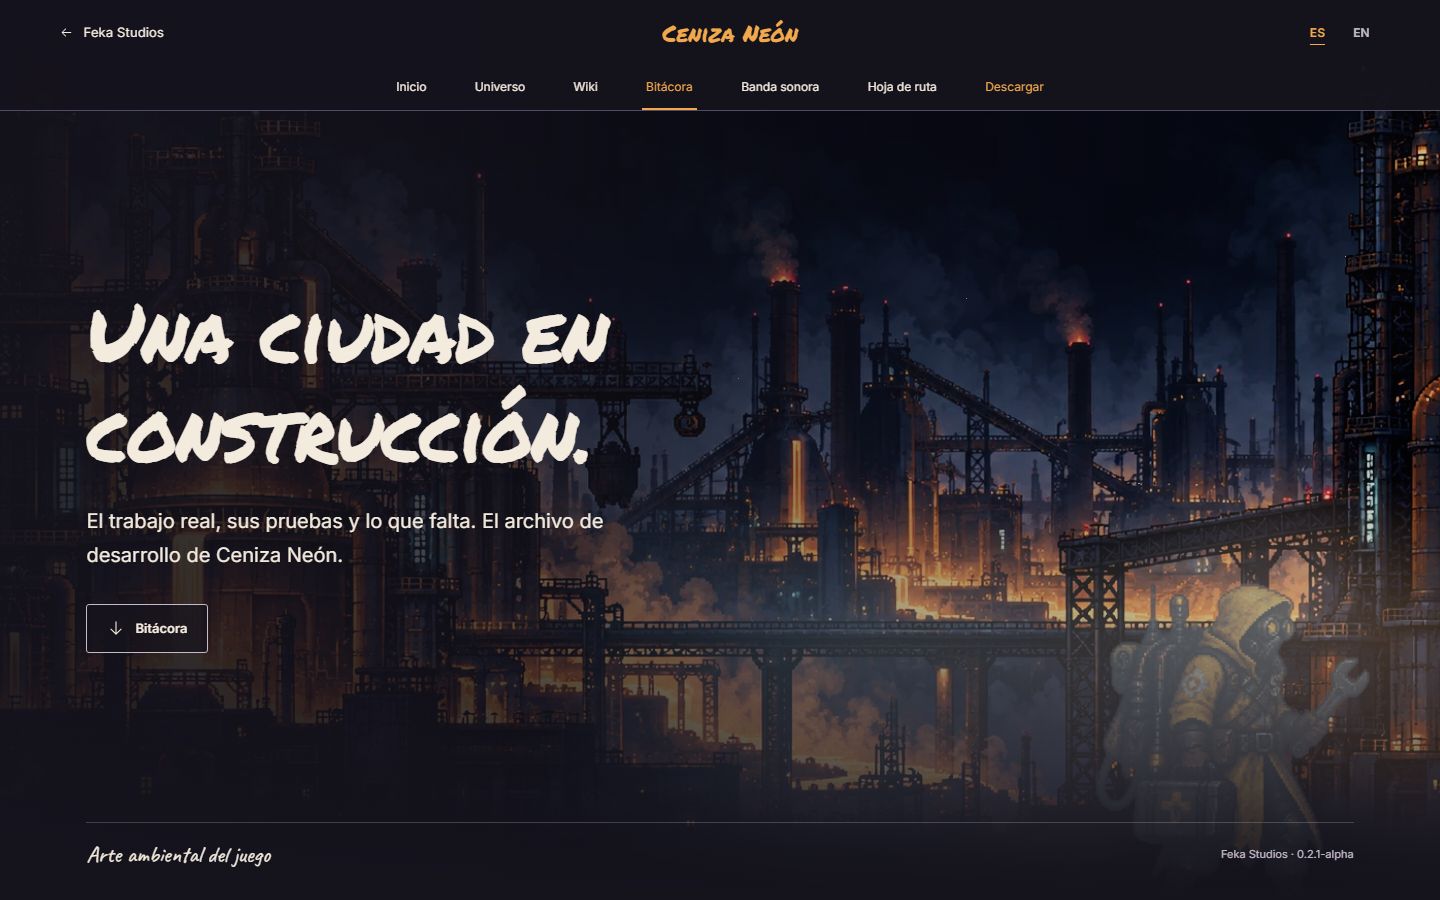 ← Feka Studios
Ceniza Neón
ES EN
Inicio Universo Wiki Bitácora Banda sonora Hoja de ruta Descargar
Una ciudad en
construcción.
El trabajo real, sus pruebas y lo que falta. El archivo de
desarrollo de Ceniza Neón.
↓ Bitácora
Arte ambiental del juego
Feka Studios · 0.2.1-alpha